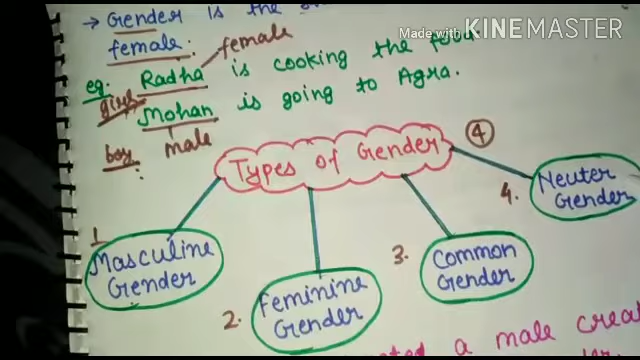 Made with KINEMASTER
→ Gender is the
female.
female
eg. Radha is cooking the food
girl
Mohan is going to Agra.
boy
male
Types of Gender
4
4. Neuter
Gender
1
Masculine
Gender
3. Common
Gender
2. Feminine
Gender
a male